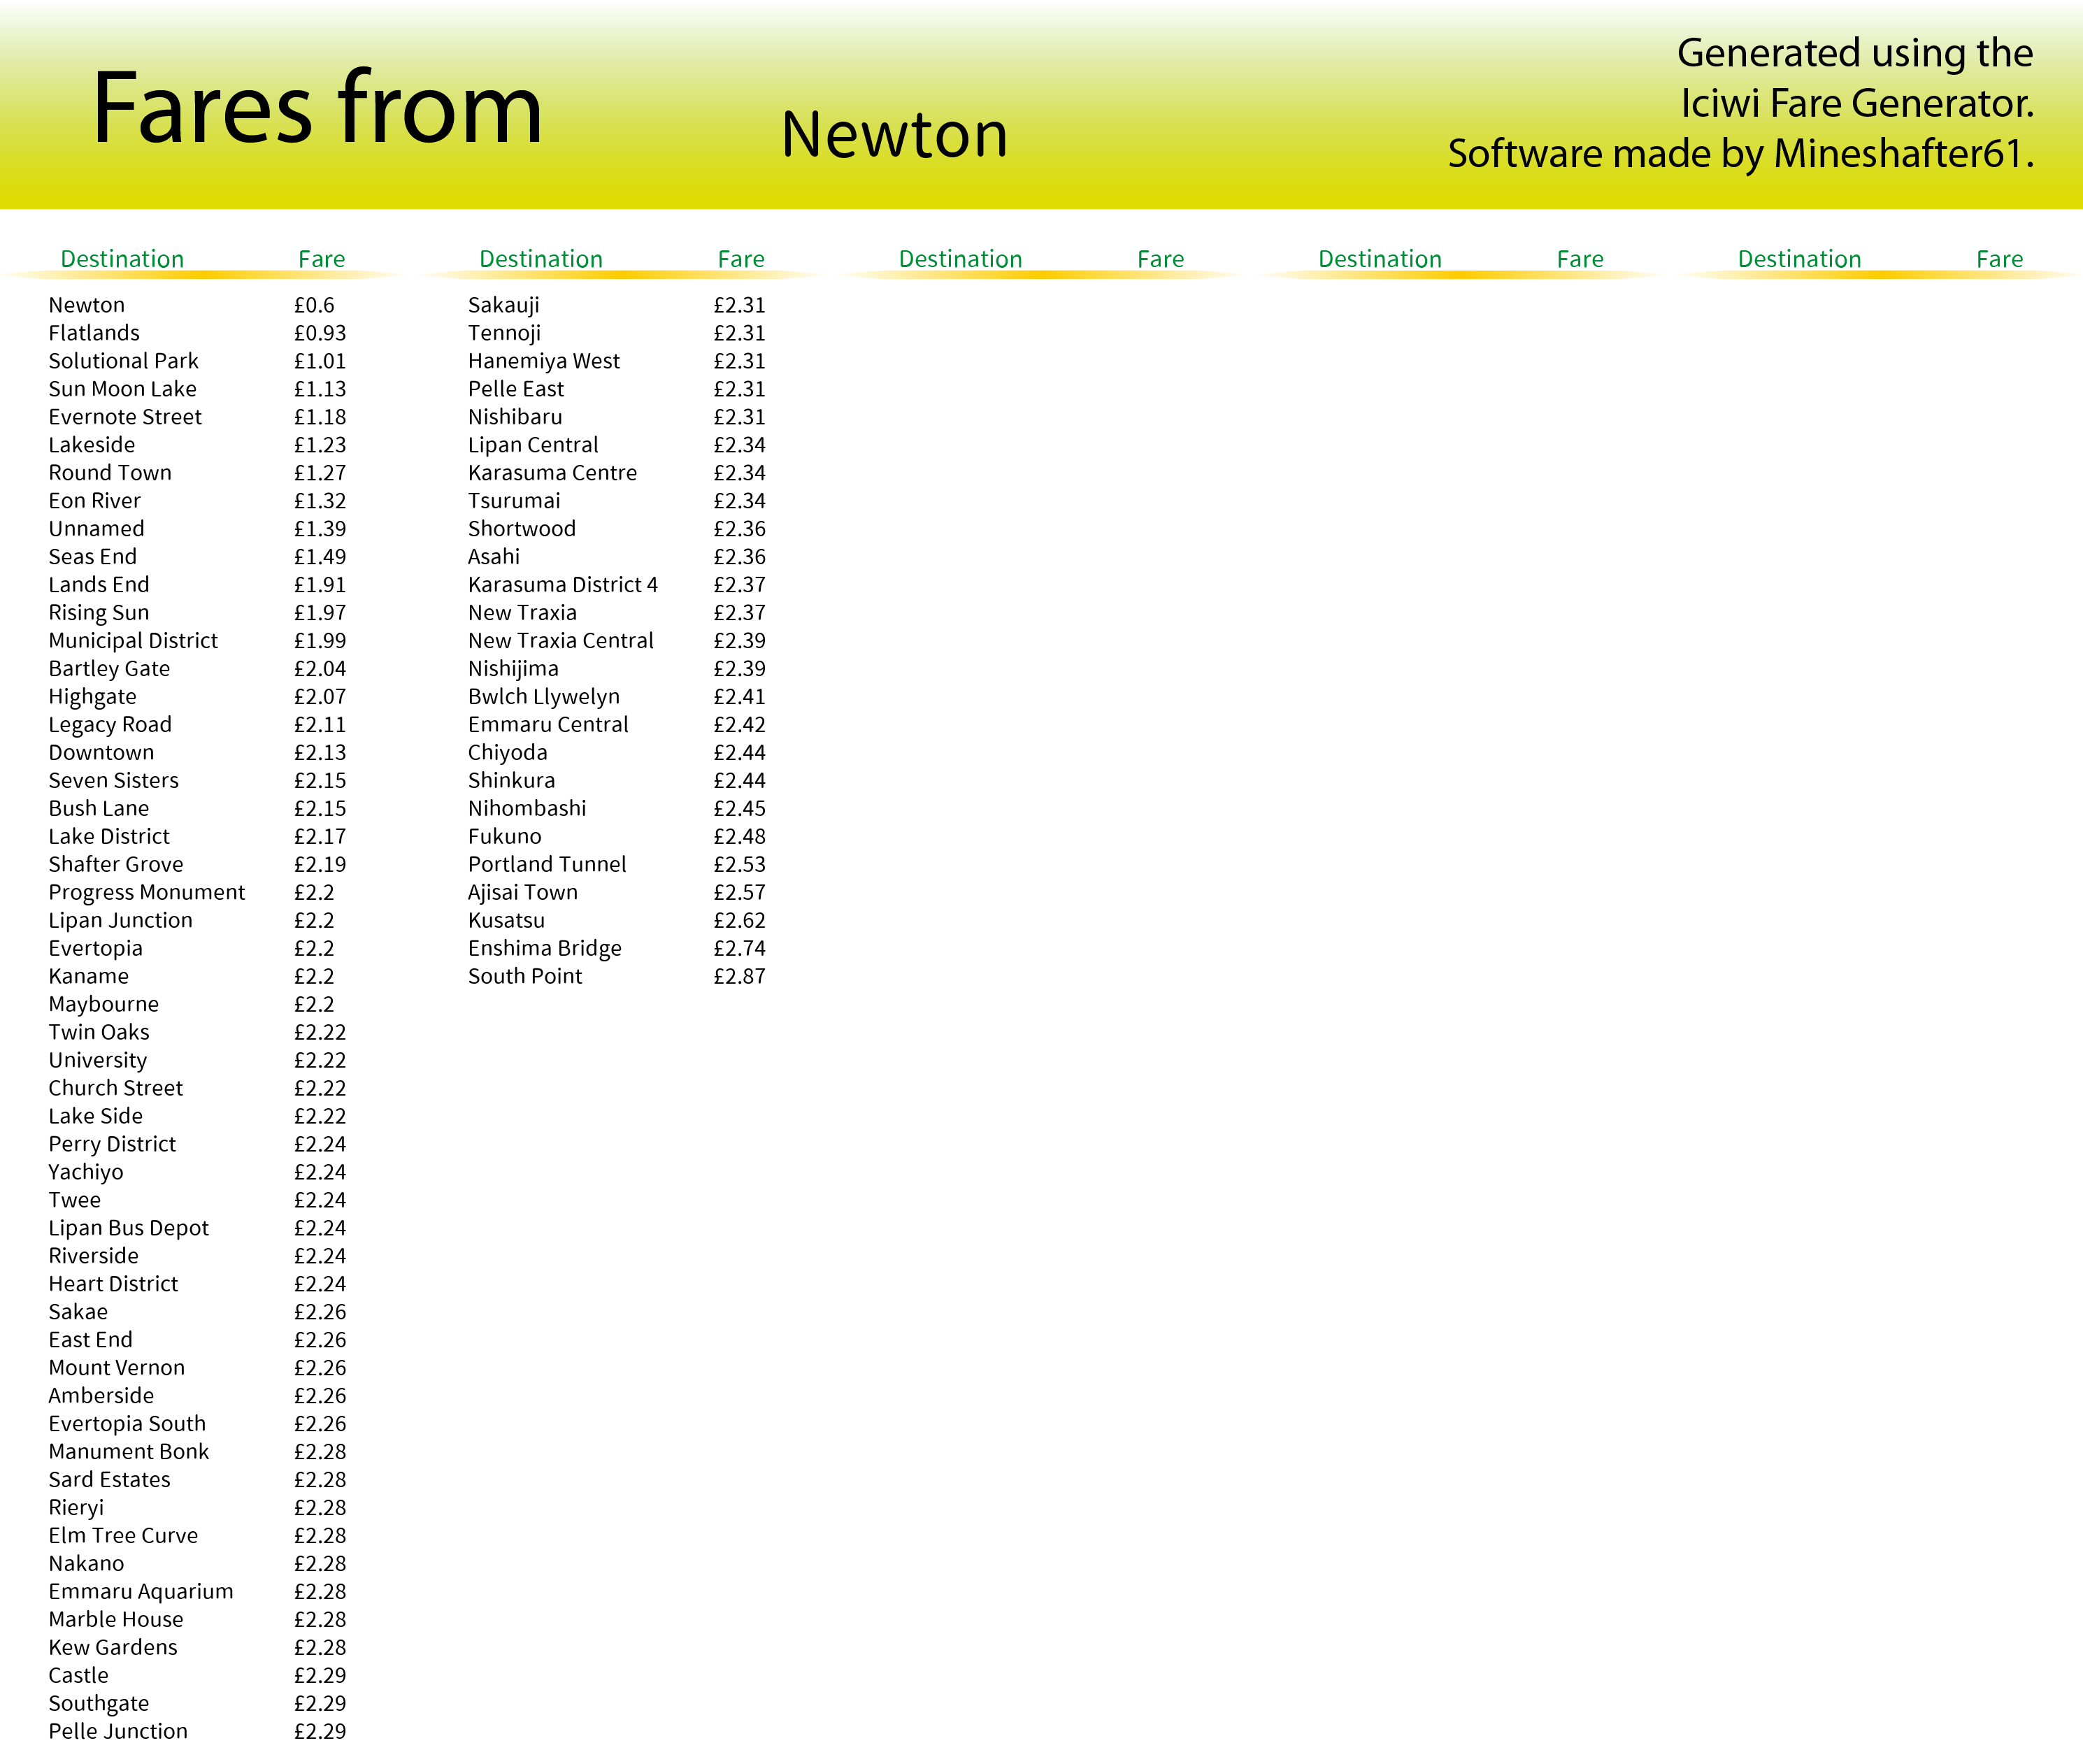 Fares from
Newton
Generated using the
Iciwi Fare Generator.
Software made by Mineshafter61.
Destination Fare Destination Fare Destination Fare Destination Fare Destination Fare
Newton £0.6
Flatlands £0.93
Solutional Park £1.01
Sun Moon Lake £1.13
Evernote Street £1.18
Lakeside £1.23
Round Town £1.27
Eon River £1.32
Unnamed £1.39
Seas End £1.49
Lands End £1.91
Rising Sun £1.97
Municipal District £1.99
Bartley Gate £2.04
Highgate £2.07
Legacy Road £2.11
Downtown £2.13
Seven Sisters £2.15
Bush Lane £2.15
Lake District £2.17
Shafter Grove £2.19
Progress Monument £2.2
Lipan Junction £2.2
Evertopia £2.2
Kaname £2.2
Maybourne £2.2
Twin Oaks £2.22
University £2.22
Church Street £2.22
Lake Side £2.22
Perry District £2.24
Yachiyo £2.24
Twee £2.24
Lipan Bus Depot £2.24
Riverside £2.24
Heart District £2.24
Sakae £2.26
East End £2.26
Mount Vernon £2.26
Amberside £2.26
Evertopia South £2.26
Manument Bonk £2.28
Sard Estates £2.28
Rieryi £2.28
Elm Tree Curve £2.28
Nakano £2.28
Emmaru Aquarium £2.28
Marble House £2.28
Kew Gardens £2.28
Castle £2.29
Southgate £2.29
Pelle Junction £2.29
Sakauji £2.31
Tennoji £2.31
Hanemiya West £2.31
Pelle East £2.31
Nishibaru £2.31
Lipan Central £2.34
Karasuma Centre £2.34
Tsurumai £2.34
Shortwood £2.36
Asahi £2.36
Karasuma District 4 £2.37
New Traxia £2.37
New Traxia Central £2.39
Nishijima £2.39
Bwlch Llywelyn £2.41
Emmaru Central £2.42
Chiyoda £2.44
Shinkura £2.44
Nihombashi £2.45
Fukuno £2.48
Portland Tunnel £2.53
Ajisai Town £2.57
Kusatsu £2.62
Enshima Bridge £2.74
South Point £2.87